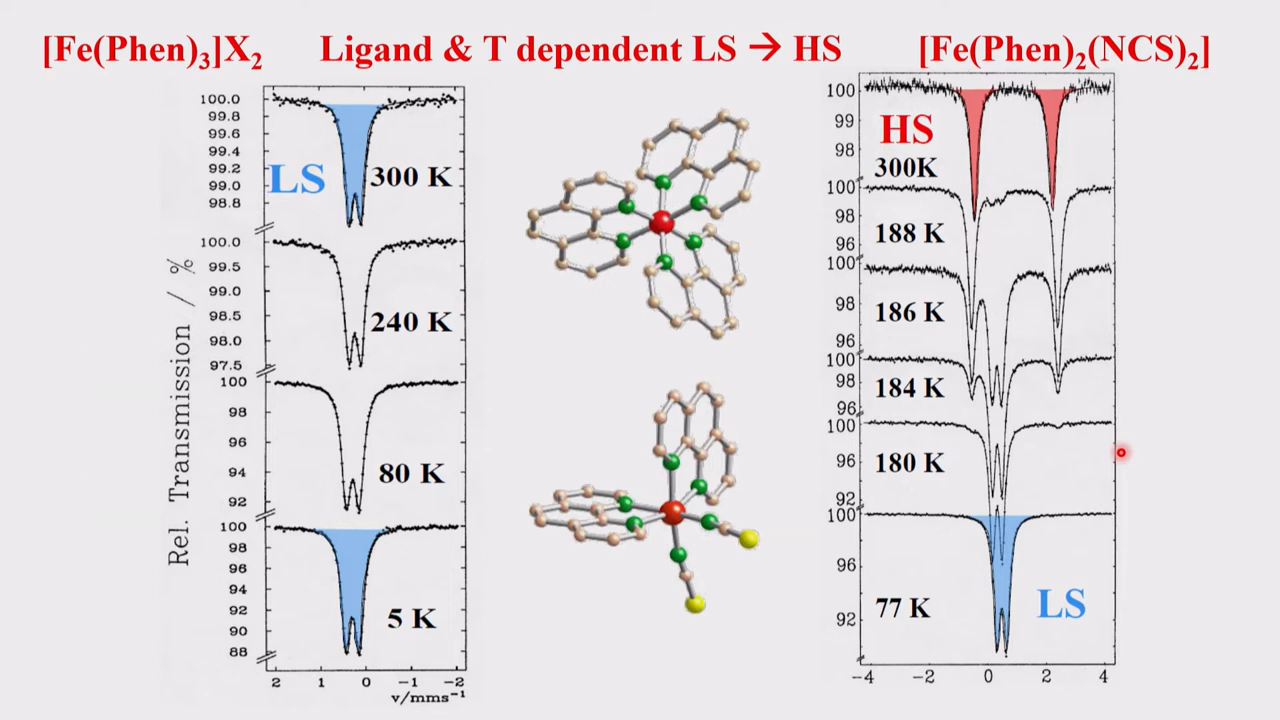 [Fe(Phen)₃]X₂ Ligand & T dependent LS → HS [Fe(Phen)₂(NCS)₂]
Rel. Transmission / %
100.0
99.8
99.6
99.4
99.2
99.0
98.8
LS
300 K
100.0
99.5
99.0
98.5
98.0
97.5
240 K
100
98
96
94
92
80 K
100
98
96
94
92
90
88
5 K
2 1 0 -1 -2
v/mms⁻¹
100
99
98
HS
300K
100
98
96
188 K
100
98
96
186 K
100
98
96
184 K
100
96
92
180 K
100
96
92
77 K
LS
-4 -2 0 2 4